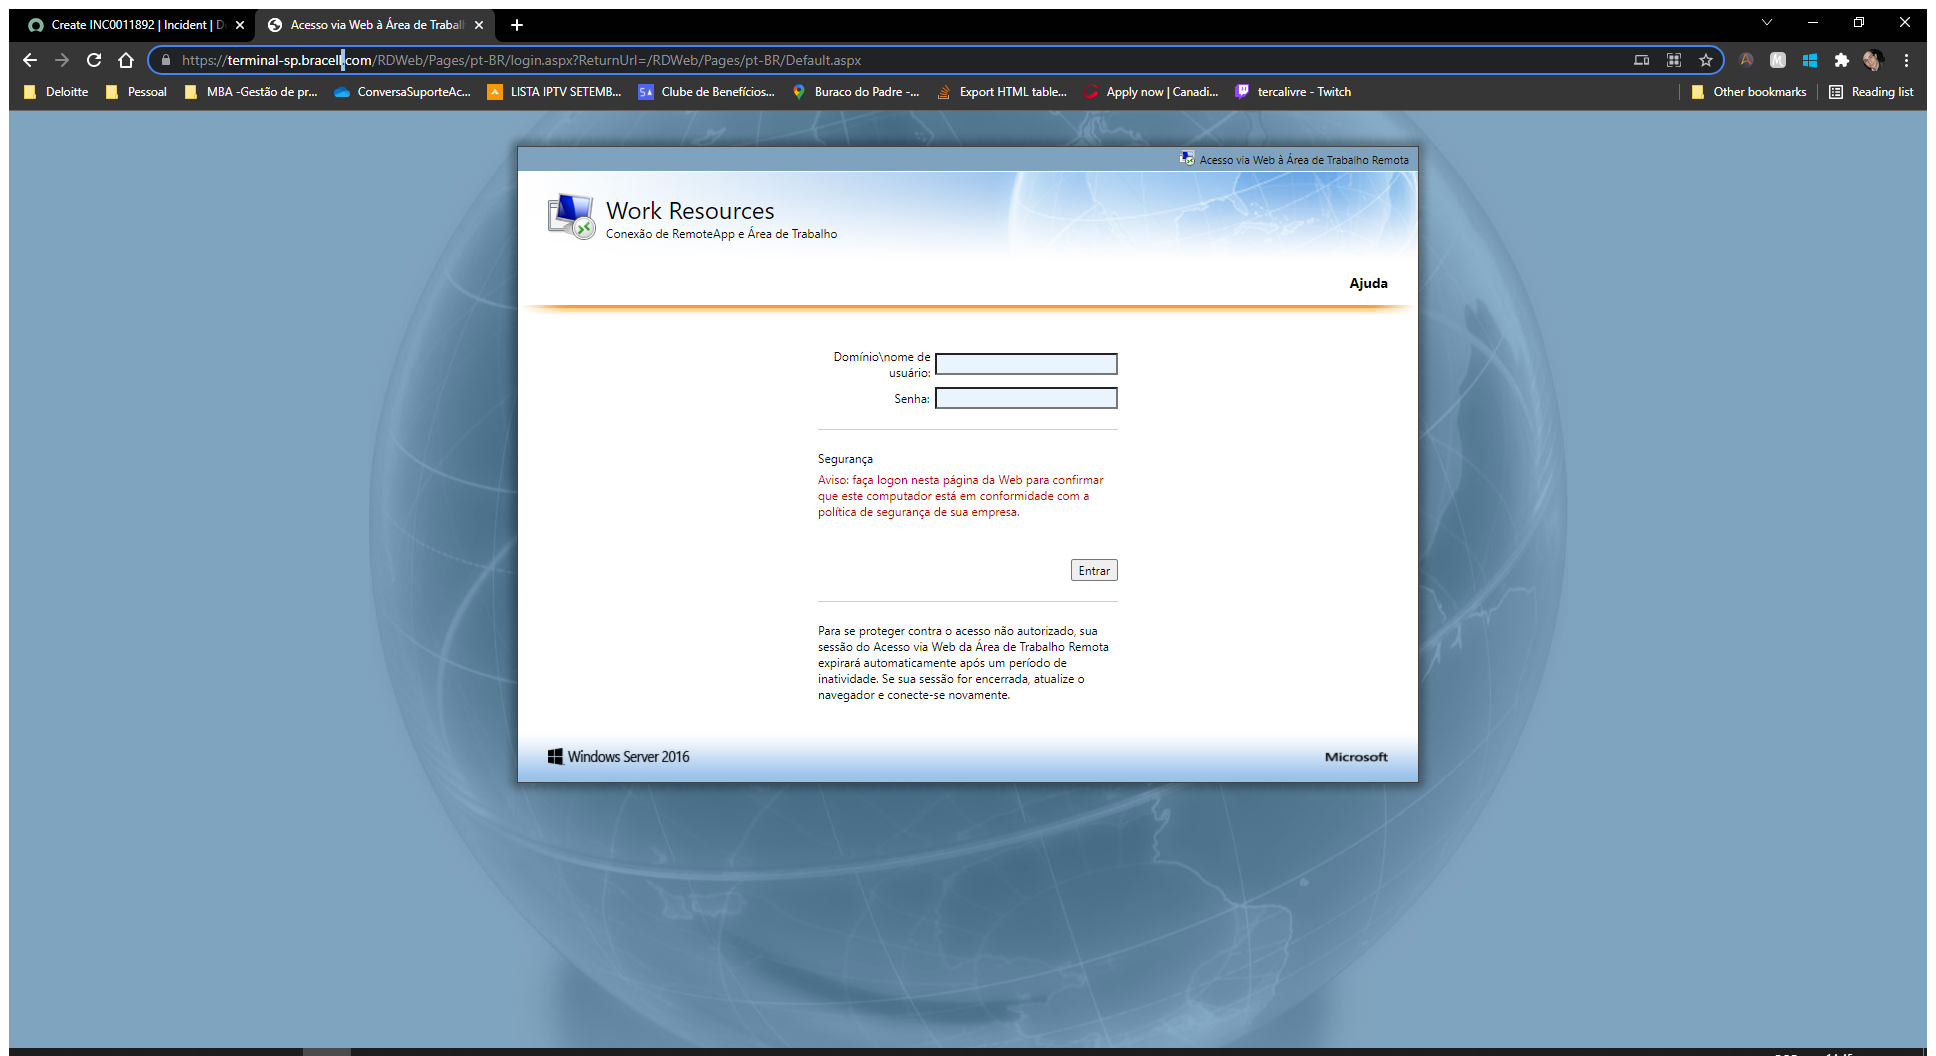 Create INC0011892 | Incident | D
Acesso via Web à Área de Trabal
https://terminal-sp.bracell.com/RDWeb/Pages/pt-BR/login.aspx?ReturnUrl=/RDWeb/Pages/pt-BR/Default.aspx
Deloitte
Pessoal
MBA -Gestão de pr...
ConversaSuporteAc...
LISTA IPTV SETEMB...
Clube de Benefícios...
Buraco do Padre -...
Export HTML table...
Apply now | Canadi...
tercalivre - Twitch
Other bookmarks
Reading list
Acesso via Web à Área de Trabalho Remota
Work Resources
Conexão de RemoteApp e Área de Trabalho
Ajuda
Domínio\nome de
usuário:
Senha:
Segurança
Aviso: faça logon nesta página da Web para confirmar
que este computador está em conformidade com a
política de segurança de sua empresa.
Entrar
Para se proteger contra o acesso não autorizado, sua
sessão do Acesso via Web da Área de Trabalho Remota
expirará automaticamente após um período de
inatividade. Se sua sessão for encerrada, atualize o
navegador e conecte-se novamente.
Windows Server 2016
Microsoft